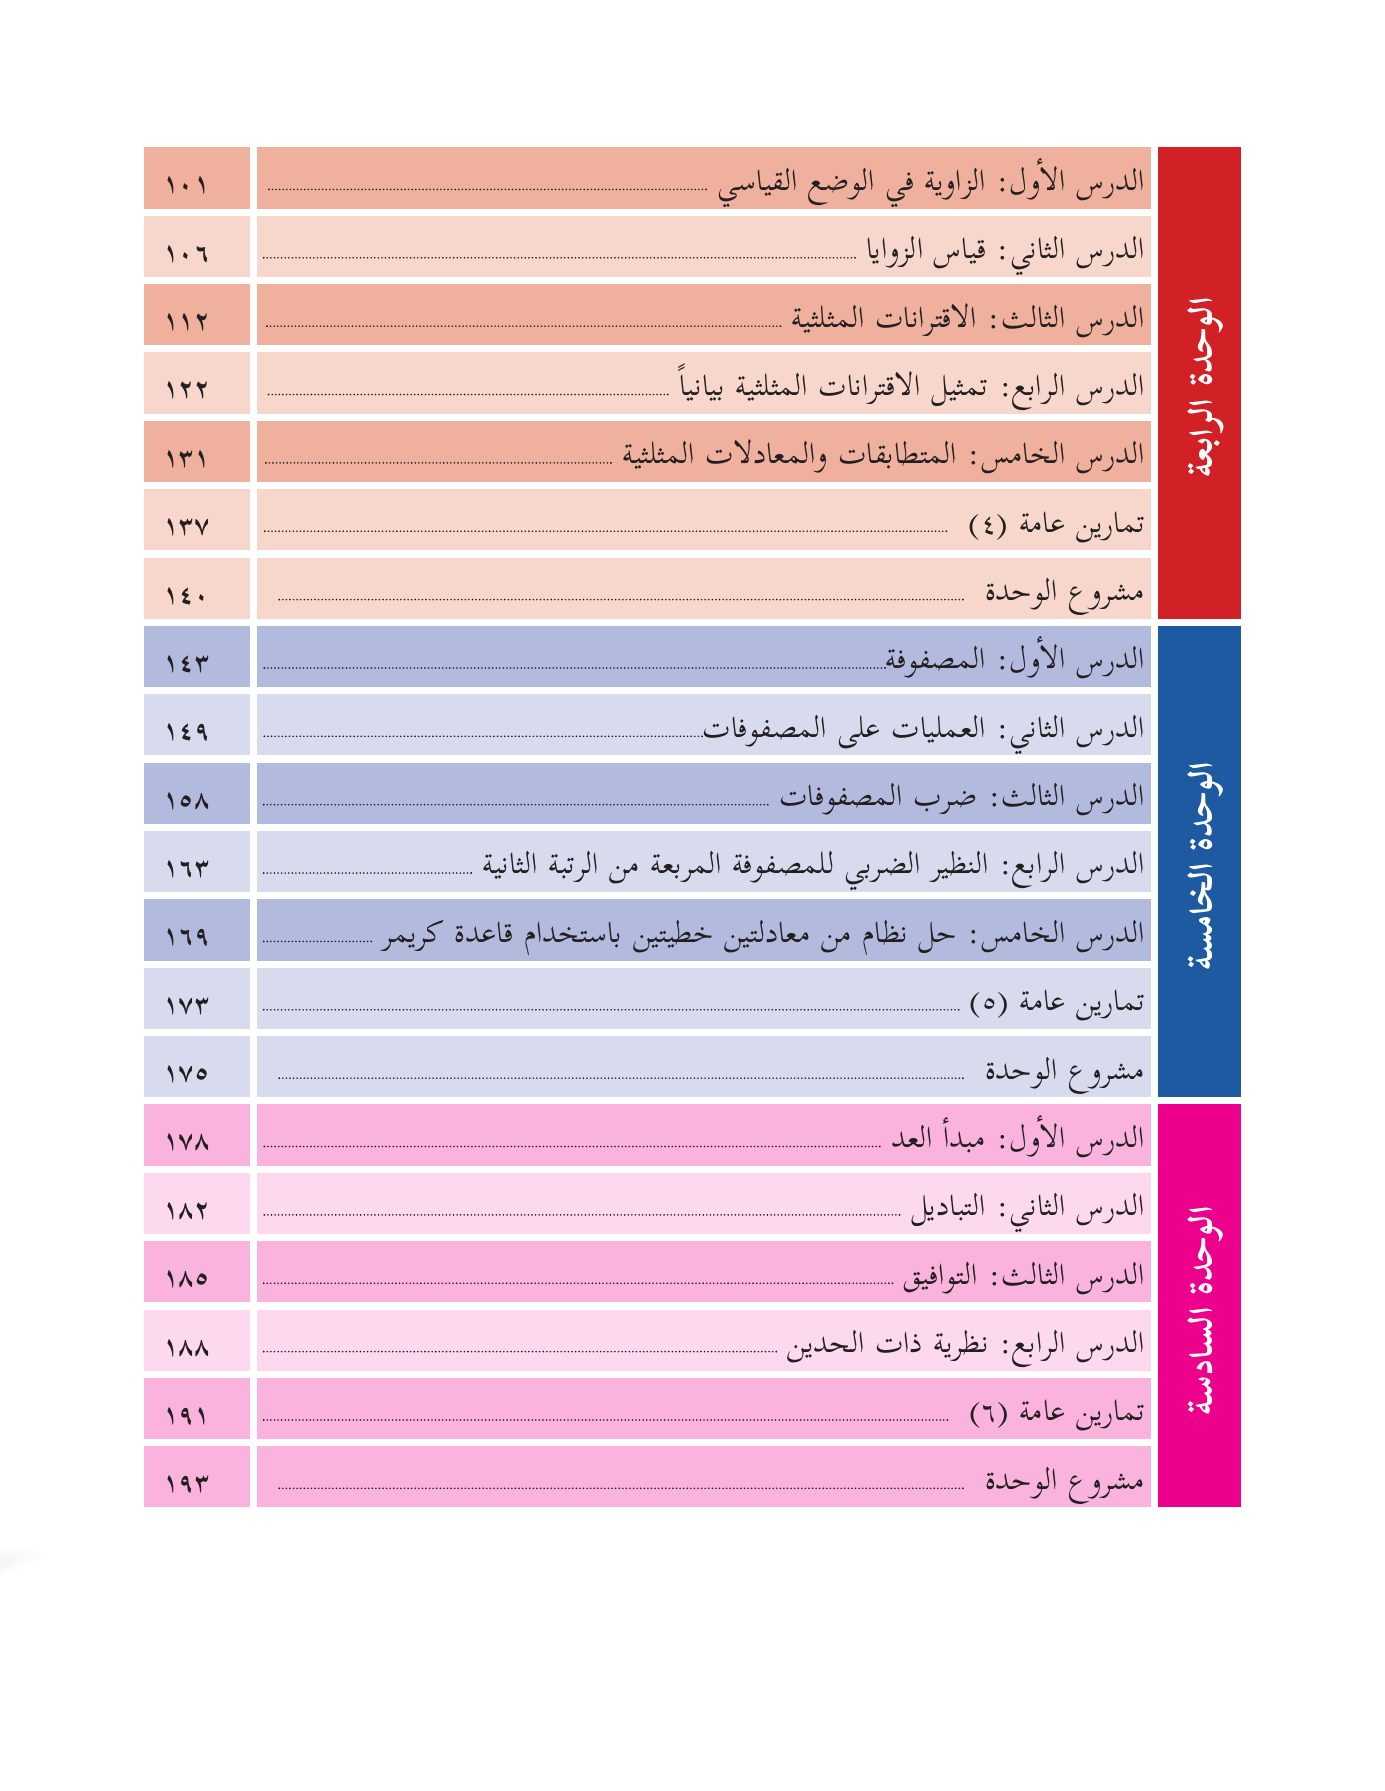 الوحدة الرابعة
الدرس الأول: الزاوية في الوضع القياسي ........ ١٠١
الدرس الثاني: قياس الزوايا ........ ١٠٦
الدرس الثالث: الاقترانات المثلثية ........ ١١٢
الدرس الرابع: تمثيل الاقترانات المثلثية بيانياً ........ ١٢٢
الدرس الخامس: المتطابقات والمعادلات المثلثية ........ ١٣١
تمارين عامة (٤) ........ ١٣٧
مشروع الوحدة ........ ١٤٠
الوحدة الخامسة
الدرس الأول: المصفوفة ........ ١٤٣
الدرس الثاني: العمليات على المصفوفات ........ ١٤٩
الدرس الثالث: ضرب المصفوفات ........ ١٥٨
الدرس الرابع: النظير الضربي للمصفوفة المربعة من الرتبة الثانية ........ ١٦٣
الدرس الخامس: حل نظام من معادلتين خطيتين باستخدام قاعدة كريمر ........ ١٦٩
تمارين عامة (٥) ........ ١٧٣
مشروع الوحدة ........ ١٧٥
الوحدة السادسة
الدرس الأول: مبدأ العد ........ ١٧٨
الدرس الثاني: التباديل ........ ١٨٢
الدرس الثالث: التوافيق ........ ١٨٥
الدرس الرابع: نظرية ذات الحدين ........ ١٨٨
تمارين عامة (٦) ........ ١٩١
مشروع الوحدة ........ ١٩٣